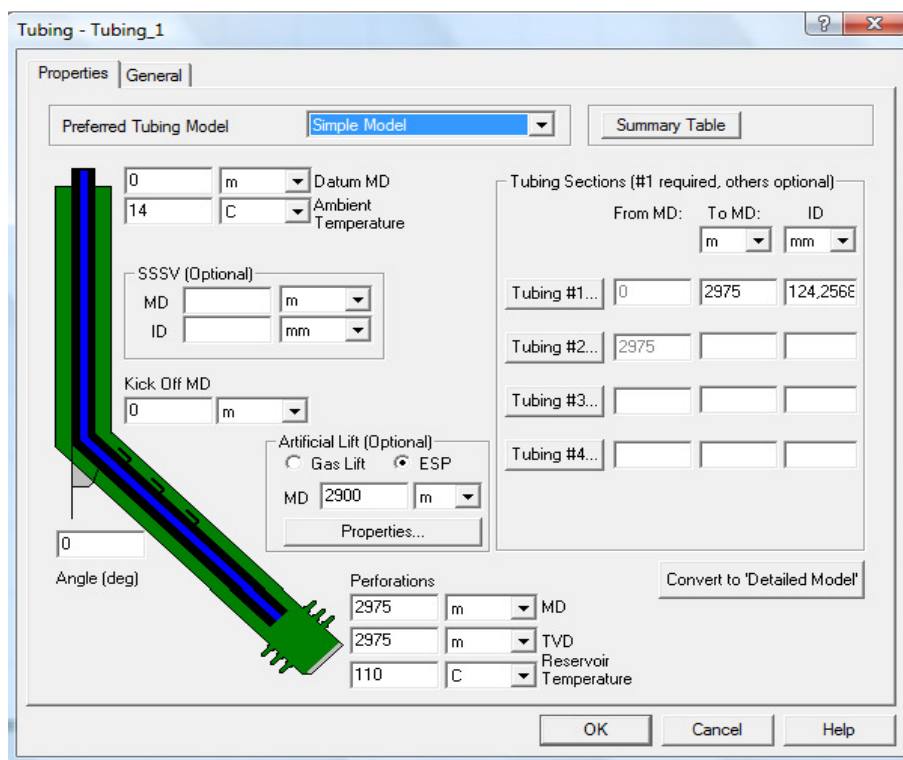 Tubing - Tubing_1
?
X
Properties
General
Preferred Tubing Model
Simple Model
Summary Table
0
m
Datum MD
14
C
Ambient
Temperature
SSSV (Optional)
MD
m
ID
mm
Kick Off MD
0
m
Artificial Lift (Optional)
Gas Lift
ESP
MD
2900
m
Properties...
0
Angle (deg)
Perforations
2975
m
MD
2975
m
TVD
110
C
Reservoir
Temperature
Tubing Sections (#1 required, others optional)
From MD:
To MD:
ID
m
mm
Tubing #1...
0
2975
124,2568
Tubing #2...
2975
Tubing #3...
Tubing #4...
Convert to 'Detailed Model'
OK
Cancel
Help